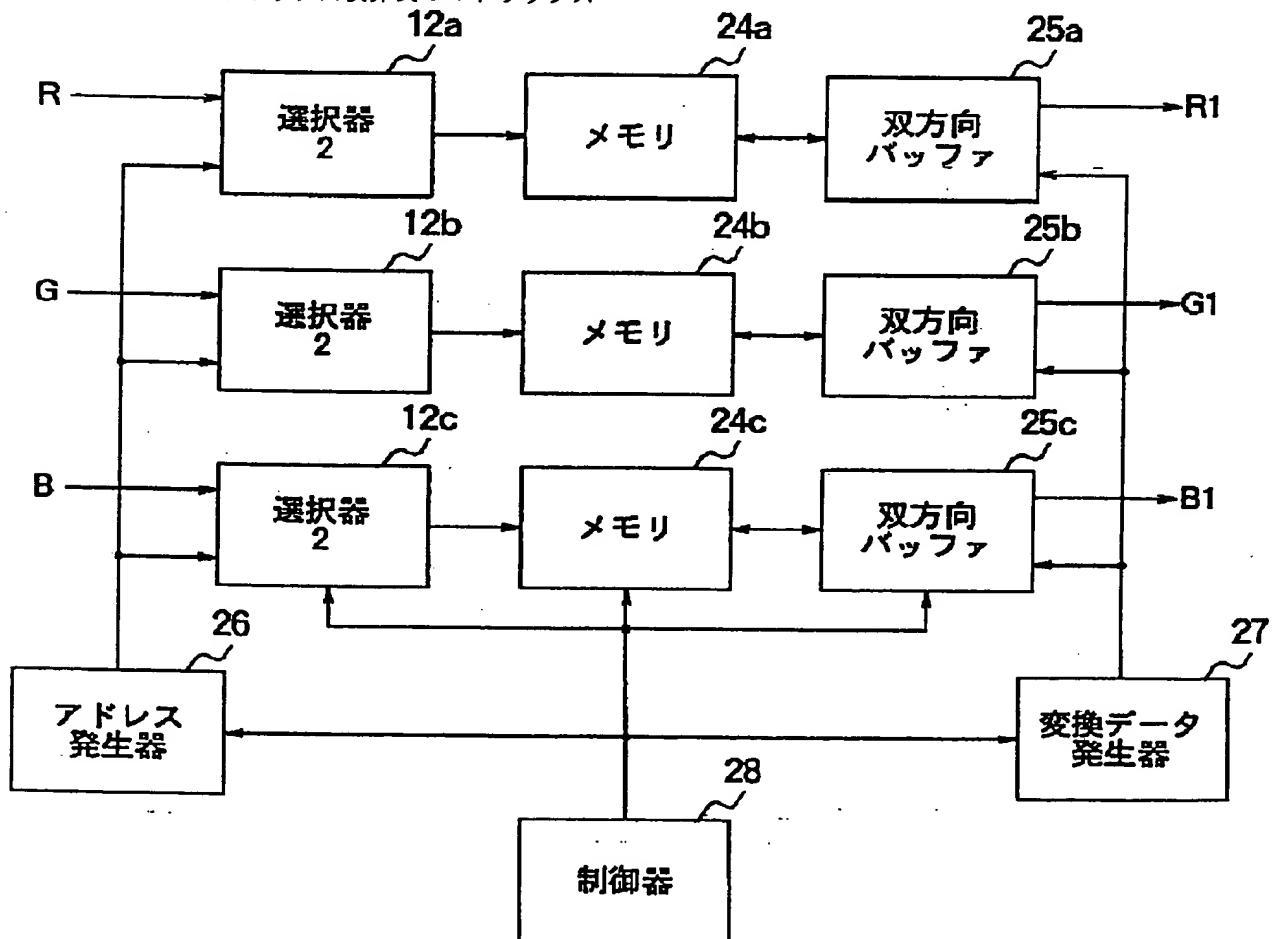 12a
24a
25a
R
選択器
2
メモリ
双方向
バッファ
R1
12b
24b
25b
G
選択器
2
メモリ
双方向
バッファ
G1
12c
24c
25c
B
選択器
2
メモリ
双方向
バッファ
B1
26
27
アドレス
発生器
変換データ
発生器
28
制御器